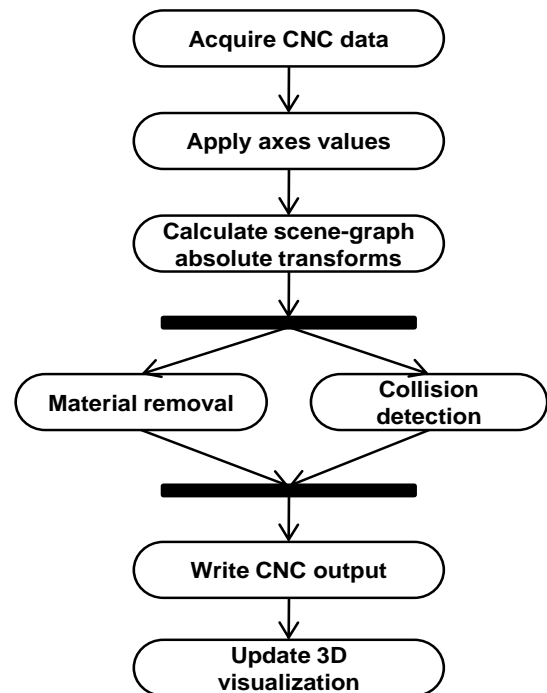 Acquire CNC data
Apply axes values
Calculate scene-graph
absolute transforms
Material removal
Collision
detection
Write CNC output
Update 3D
visualization